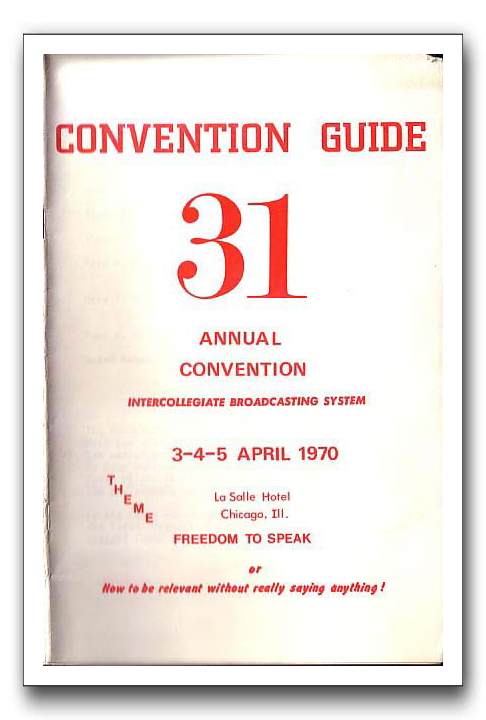 CONVENTION GUIDE
31
ANNUAL
CONVENTION
INTERCOLLEGIATE BROADCASTING SYSTEM
3-4-5 APRIL 1970
THEME
La Salle Hotel
Chicago, Ill.
FREEDOM TO SPEAK
or
How to be relevant without really saying anything!